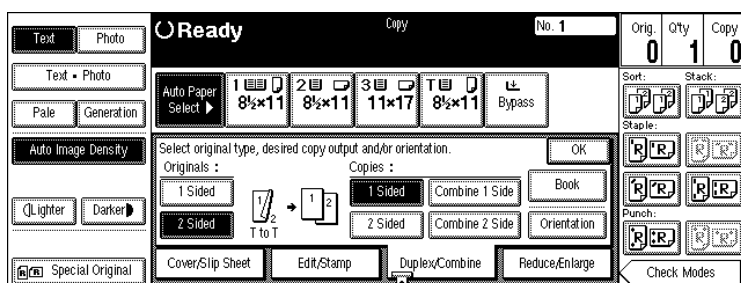 Text Photo
Text • Photo
Pale Generation
Auto Image Density
Lighter Darker
Special Original
Ready
Copy
No. 1
Auto Paper Select ▶
1 8½×11
2 8½×11
3 11×17
T 8½×11
Bypass
Select original type, desired copy output and/or orientation.
OK
Originals :
Copies :
1 Sided
2 Sided
1
2
T to T
1 2
1 Sided Combine 1 Side Book
2 Sided Combine 2 Side Orientation
Cover/Slip Sheet Edit/Stamp Duplex/Combine Reduce/Enlarge
Orig. Q'ty Copy
0 1 0
Sort: Stack:
Staple:
Punch:
Check Modes